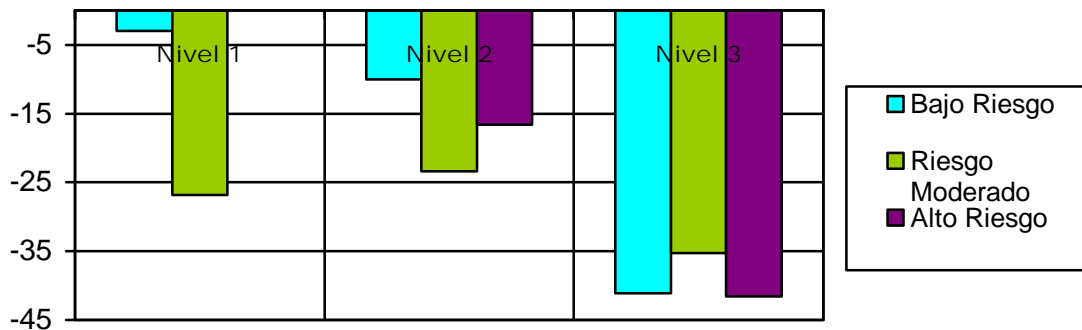 -5
-15
-25
-35
-45
Nivel 1
Nivel 2
Nivel 3
Bajo Riesgo
Riesgo
Moderado
Alto Riesgo